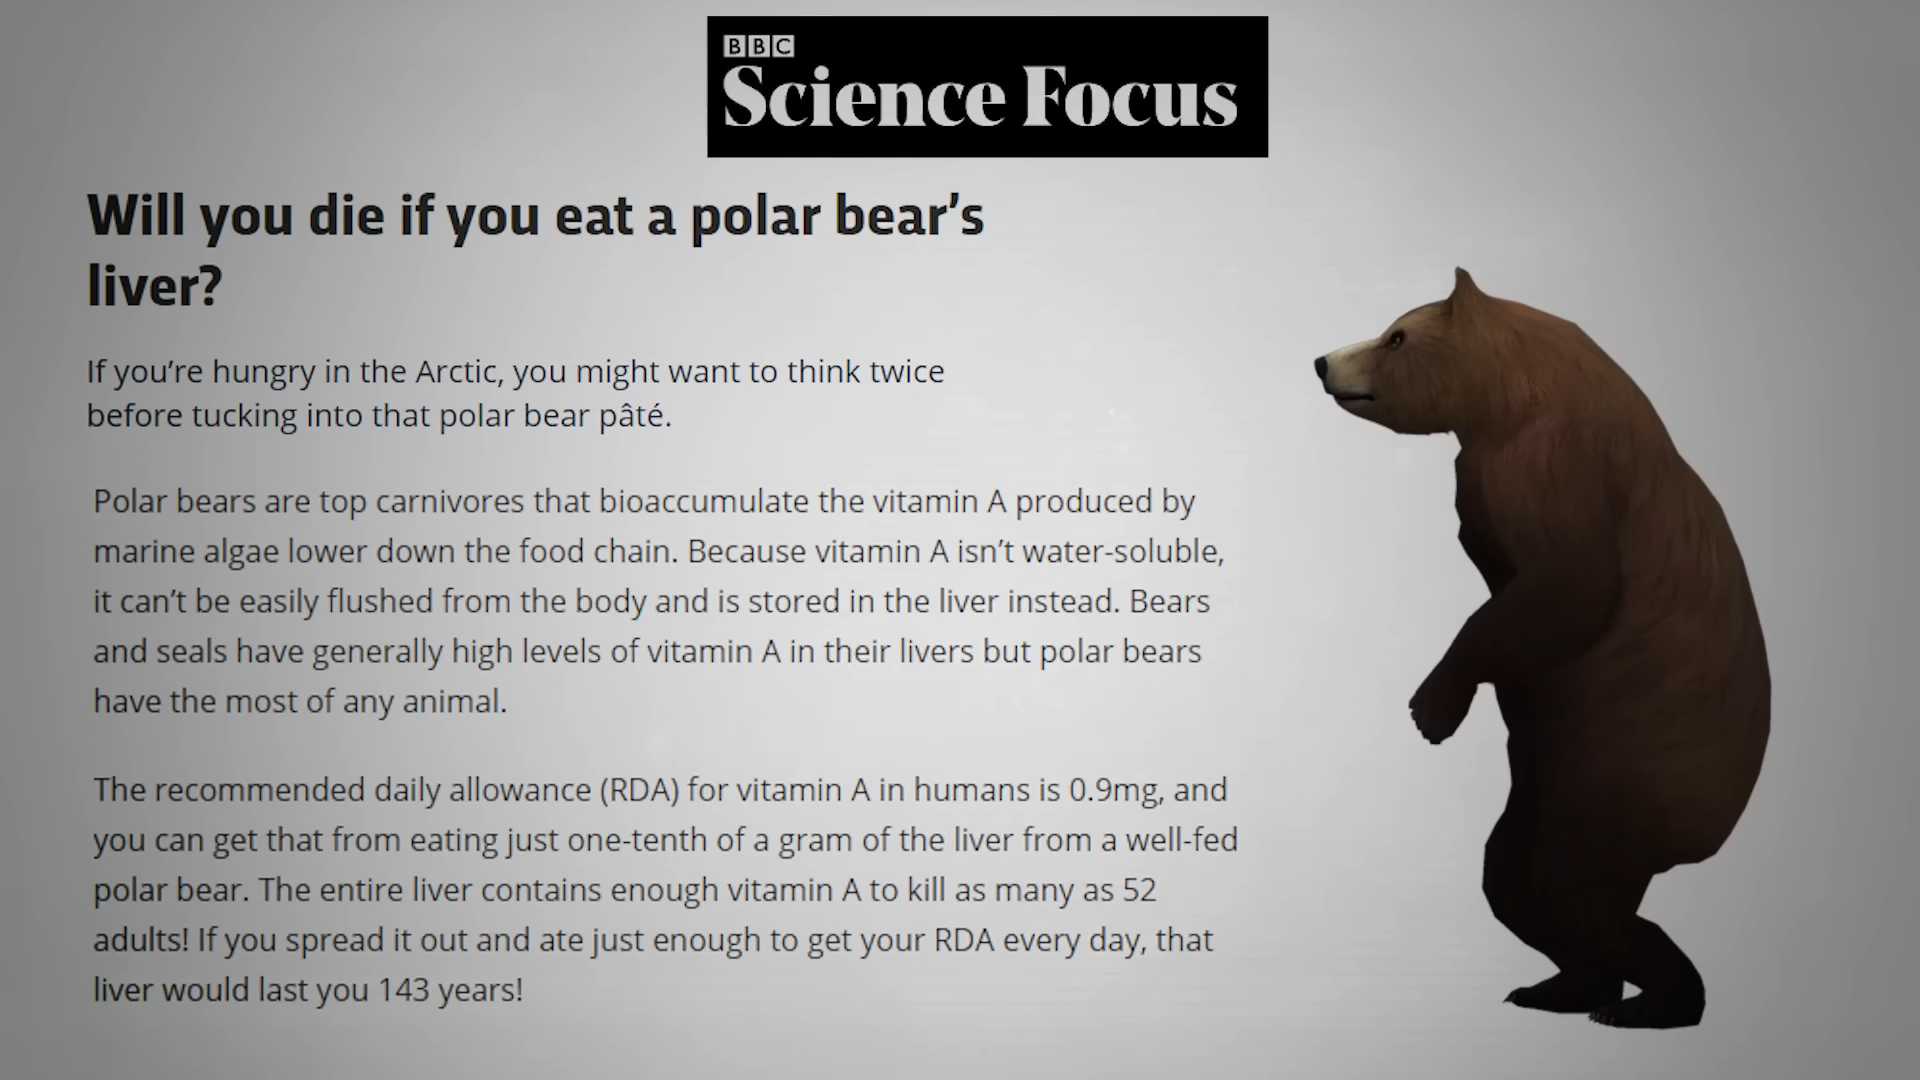 BBC
Science Focus
Will you die if you eat a polar bear’s
liver?
If you’re hungry in the Arctic, you might want to think twice
before tucking into that polar bear pâté.
Polar bears are top carnivores that bioaccumulate the vitamin A produced by
marine algae lower down the food chain. Because vitamin A isn’t water-soluble,
it can’t be easily flushed from the body and is stored in the liver instead. Bears
and seals have generally high levels of vitamin A in their livers but polar bears
have the most of any animal.
The recommended daily allowance (RDA) for vitamin A in humans is 0.9mg, and
you can get that from eating just one-tenth of a gram of the liver from a well-fed
polar bear. The entire liver contains enough vitamin A to kill as many as 52
adults! If you spread it out and ate just enough to get your RDA every day, that
liver would last you 143 years!